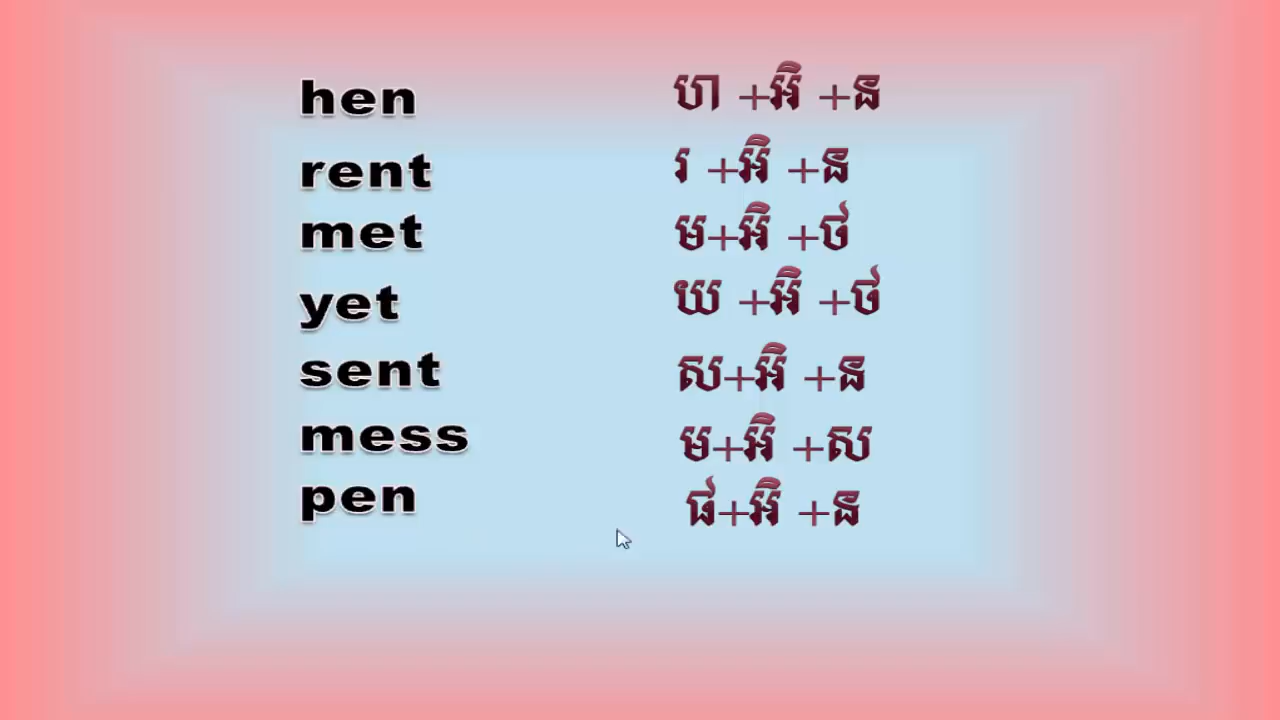 hen ហ +អិ +ន
rent រ +អិ +ន
met ម+អិ +ថ
yet យ +អិ +ថ
sent ស+អិ +ន
mess ម+អិ +ស
pen ផ+អិ +ន